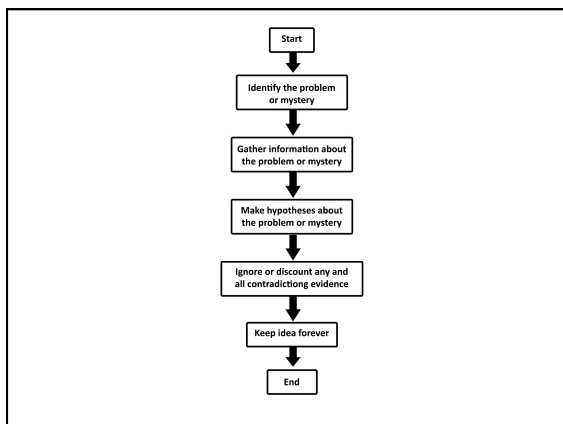 Start
Identify the problem
or mystery
Gather information about
the problem or mystery
Make hypotheses about
the problem or mystery
Ignore or discount any and
all contradictiong evidence
Keep idea forever
End